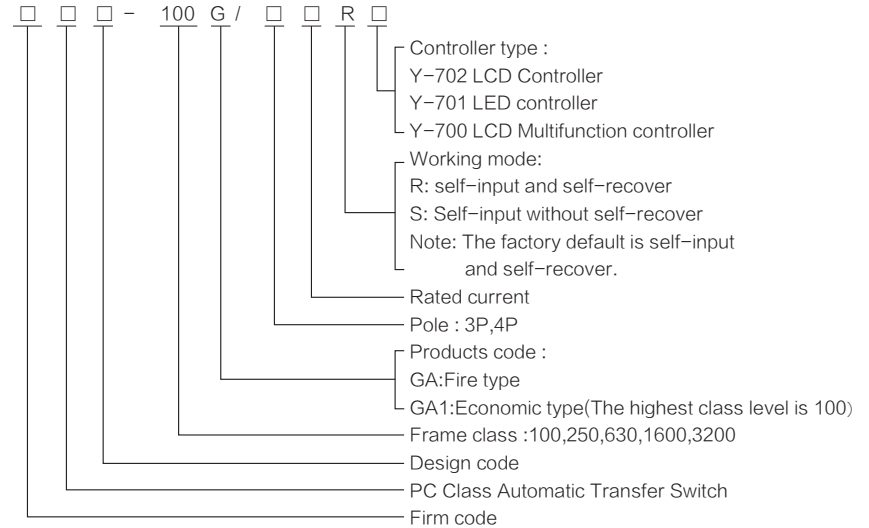 □ □ □ - 100 G / □ □ R □
Controller type :
Y-702 LCD Controller
Y-701 LED controller
Y-700 LCD Multifunction controller
Working mode:
R: self-input and self-recover
S: Self-input without self-recover
Note: The factory default is self-input
and self-recover.
Rated current
Pole : 3P,4P
Products code :
GA:Fire type
GA1:Economic type(The highest class level is 100)
Frame class :100,250,630,1600,3200
Design code
PC Class Automatic Transfer Switch
Firm code